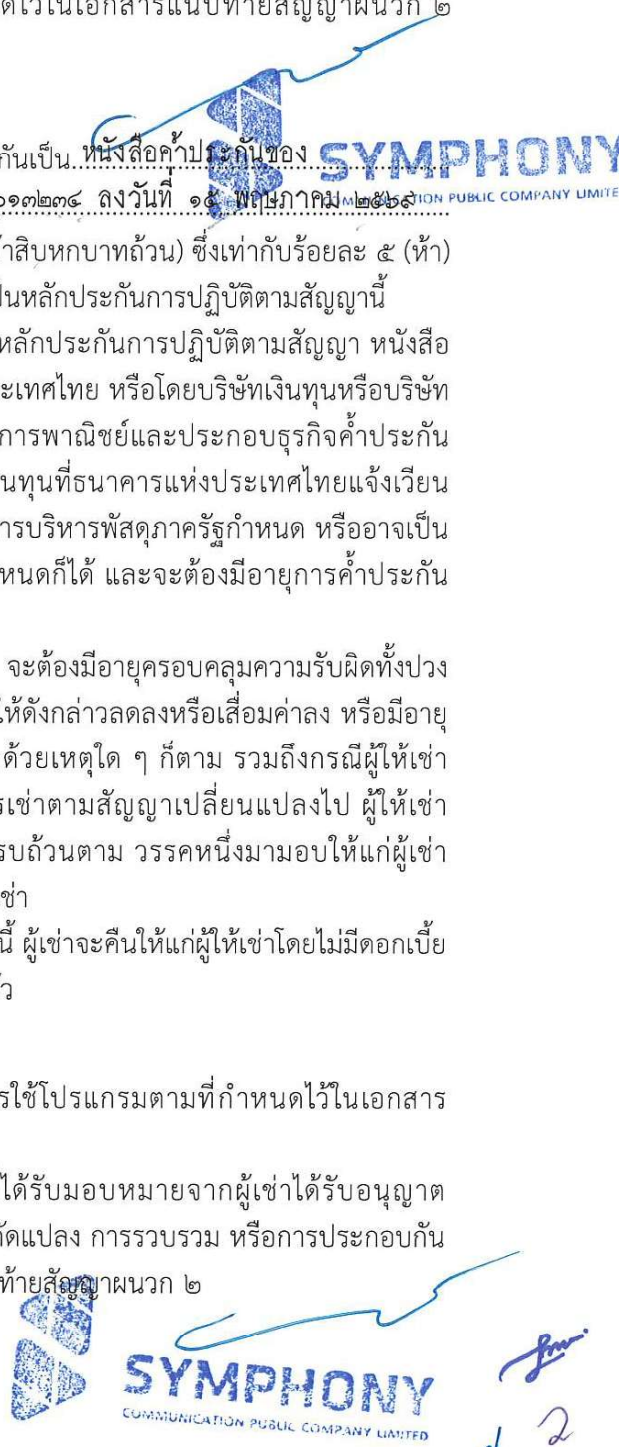 ดไว้ในเอกสารแนบท้ายสัญญาผนวก ๒
กันเป็น หนังสือค้ำประกันของ
SYMPHONY
COMMUNICATION PUBLIC COMPANY LIMITE
๐๑๓๒๓๔ ลงวันที่ ๑๕ พฤษภาคม ๒๕๖๙
้าสิบหกบาทถ้วน) ซึ่งเท่ากับร้อยละ ๕ (ห้า)
ป็นหลักประกันการปฏิบัติตามสัญญานี้
หลักประกันการปฏิบัติตามสัญญา หนังสือ
ะเทศไทย หรือโดยบริษัทเงินทุนหรือบริษัท
การพาณิชย์และประกอบธุรกิจค้ำประกัน
นทุนที่ธนาคารแห่งประเทศไทยแจ้งเวียน
ารบริหารพัสดุภาครัฐกำหนด หรืออาจเป็น
หนดก็ได้ และจะต้องมีอายุการค้ำประกัน
จะต้องมีอายุครอบคลุมความรับผิดทั้งปวง
ให้ดังกล่าวลดลงหรือเสื่อมค่าลง หรือมีอายุ
ด้วยเหตุใด ๆ ก็ตาม รวมถึงกรณีผู้ให้เช่า
รเช่าตามสัญญาเปลี่ยนแปลงไป ผู้ให้เช่า
รบถ้วนตาม วรรคหนึ่งมามอบให้แก่ผู้เช่า
ช่า
นี้ ผู้เช่าจะคืนให้แก่ผู้ให้เช่าโดยไม่มีดอกเบี้ย
ว
รใช้โปรแกรมตามที่กำหนดไว้ในเอกสาร
ได้รับมอบหมายจากผู้เช่าได้รับอนุญาต
ดัดแปลง การรวบรวม หรือการประกอบกัน
ท้ายสัญญาผนวก ๒
SYMPHONY
COMMUNICATION PUBLIC COMPANY LIMITED